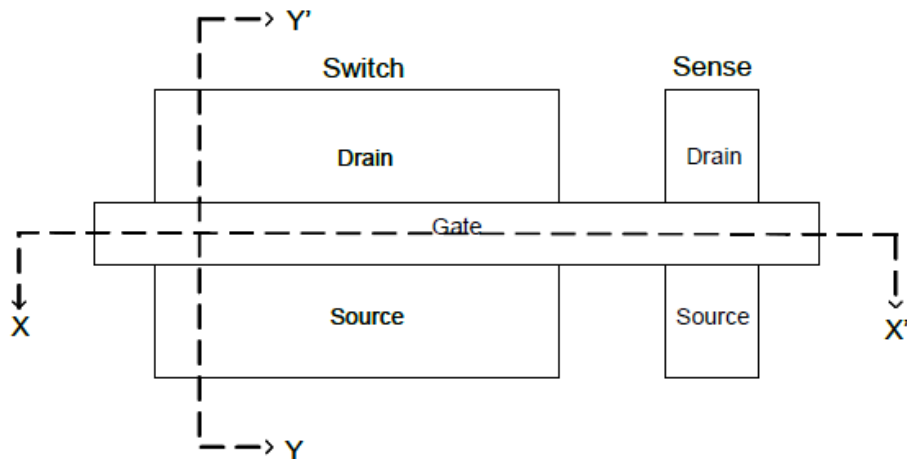 Y'
Switch
Sense
Drain
Drain
Gate
X
X'
Source
Source
Y